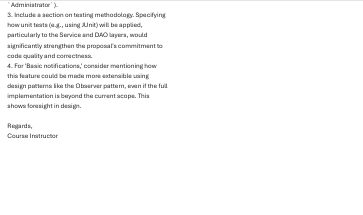 `Administrator`).
3. Include a section on testing methodology. Specifying
how unit tests (e.g., using JUnit) will be applied,
particularly to the Service and DAO layers, would
significantly strengthen the proposal's commitment to
code quality and correctness.
4. For 'Basic notifications,' consider mentioning how
this feature could be made more extensible using
design patterns like the Observer pattern, even if the full
implementation is beyond the current scope. This
shows foresight in design.
Regards,
Course Instructor